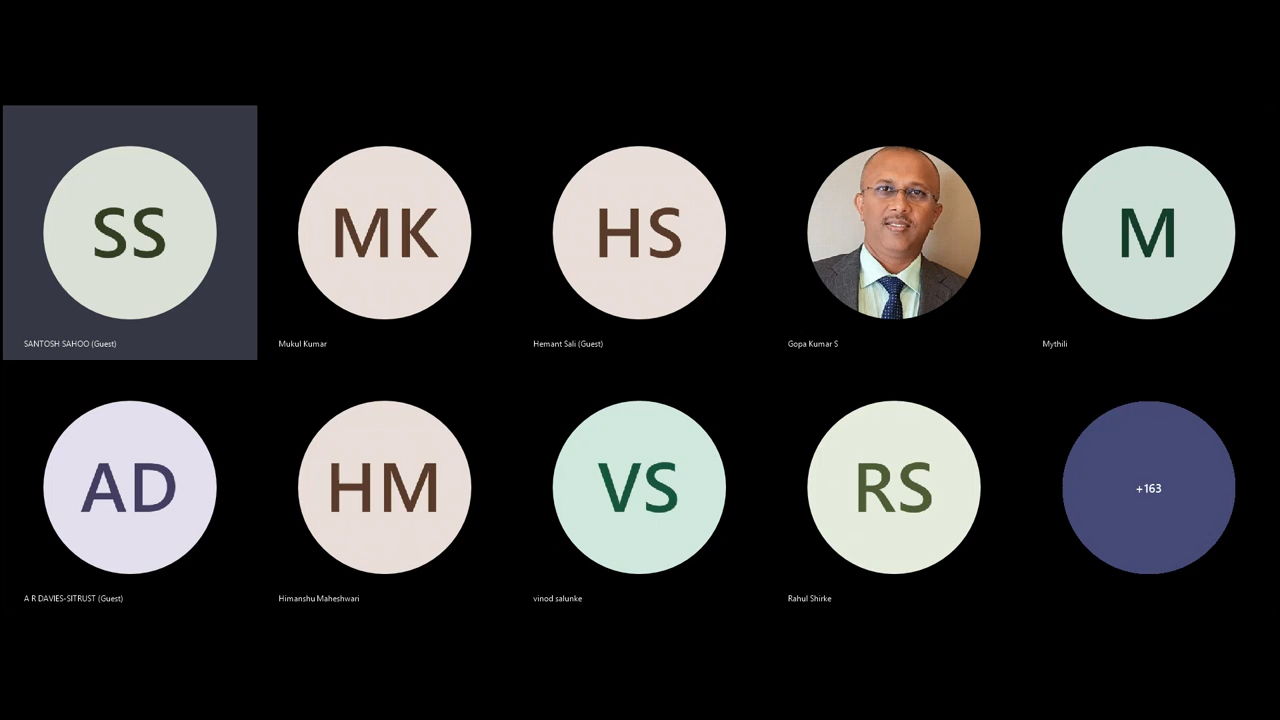 SS
MK
HS
M
SANTOSH SAHOO (Guest)
Mukul Kumar
Hemant Sali (Guest)
Gopa Kumar S
Mythili
AD
HM
VS
RS
+163
A R DAVIES-SITRUST (Guest)
Himanshu Maheshwari
vinod salunke
Rahul Shirke